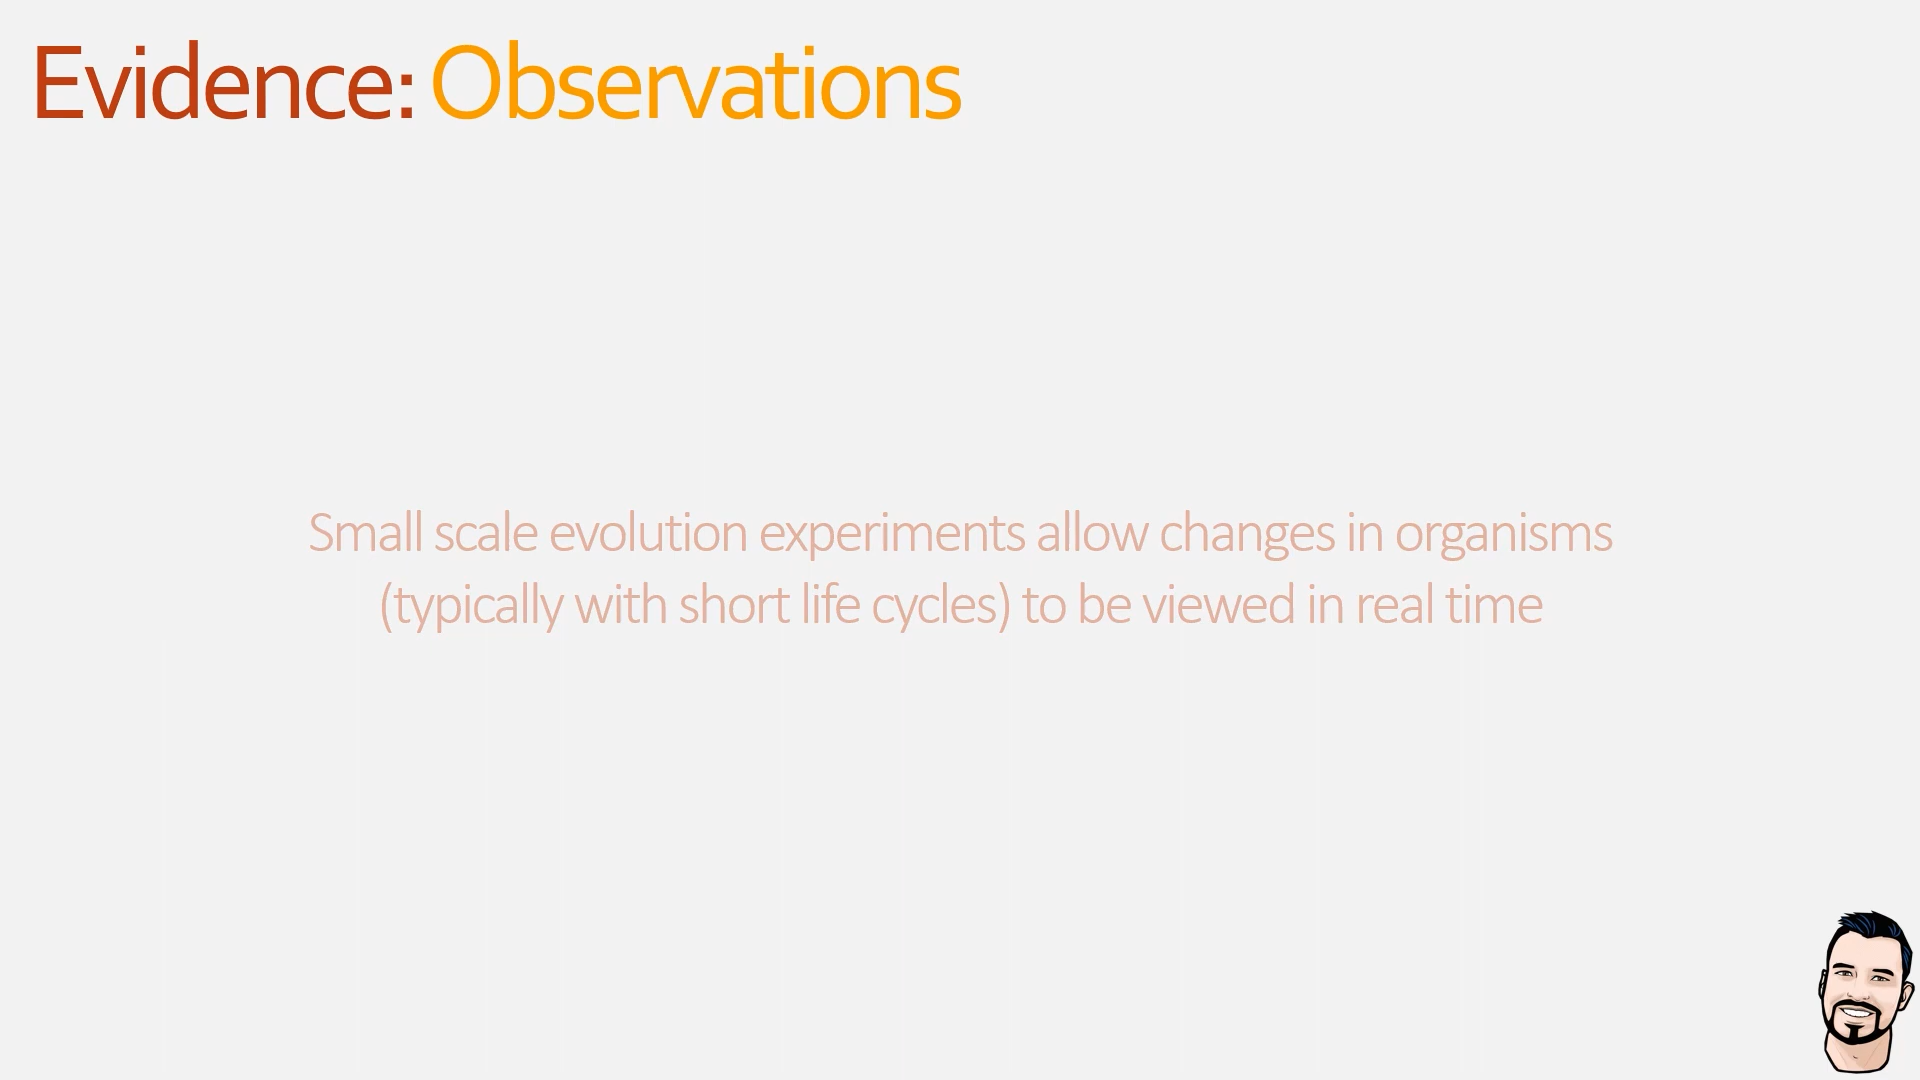 Evidence: Observations
Small scale evolution experiments allow changes in organisms
(typically with short life cycles) to be viewed in real time